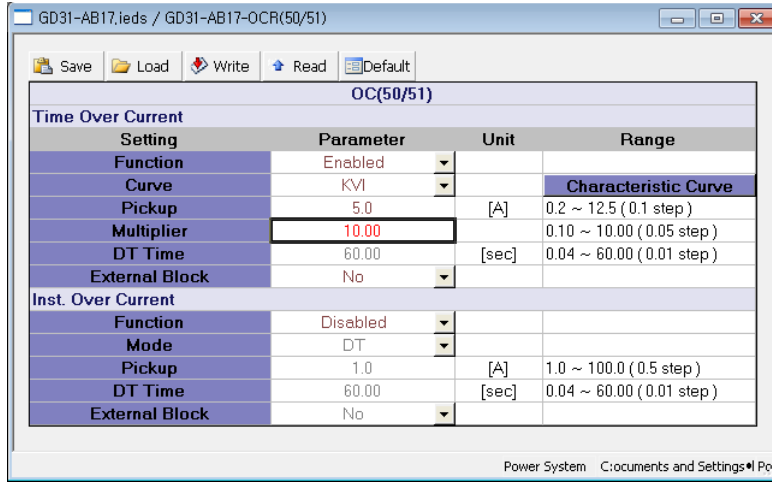 GD31-AB17.ieds / GD31-AB17-OCR(50/51)
Save Load Write Read Default
OC(50/51)
Time Over Current
Setting Parameter Unit Range
Function Enabled
Curve KVI Characteristic Curve
Pickup 5.0 [A] 0.2 ~ 12.5 ( 0.1 step )
Multiplier 10.00 0.10 ~ 10.00 ( 0.05 step )
DT Time 60.00 [sec] 0.04 ~ 60.00 ( 0.01 step )
External Block No
Inst. Over Current
Function Disabled
Mode DT
Pickup 1.0 [A] 1.0 ~ 100.0 ( 0.5 step )
DT Time 60.00 [sec] 0.04 ~ 60.00 ( 0.01 step )
External Block No
Power System C:ocuments and Settings